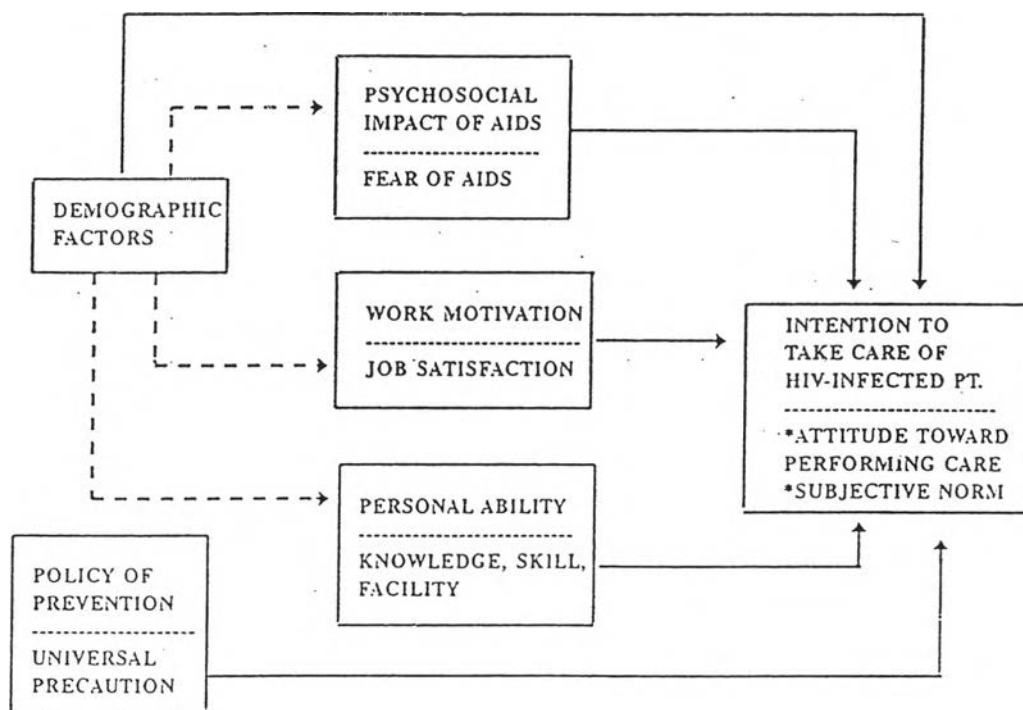 PSYCHOSOCIAL
IMPACT OF AIDS
FEAR OF AIDS
DEMOGRAPHIC
FACTORS
WORK MOTIVATION
JOB SATISFACTION
INTENTION TO
TAKE CARE OF
HIV-INFECTED PT.
*ATTITUDE TOWARD
PERFORMING CARE
*SUBJECTIVE NORM
PERSONAL ABILITY
KNOWLEDGE, SKILL,
FACILITY
POLICY OF
PREVENTION
UNIVERSAL
PRECAUTION